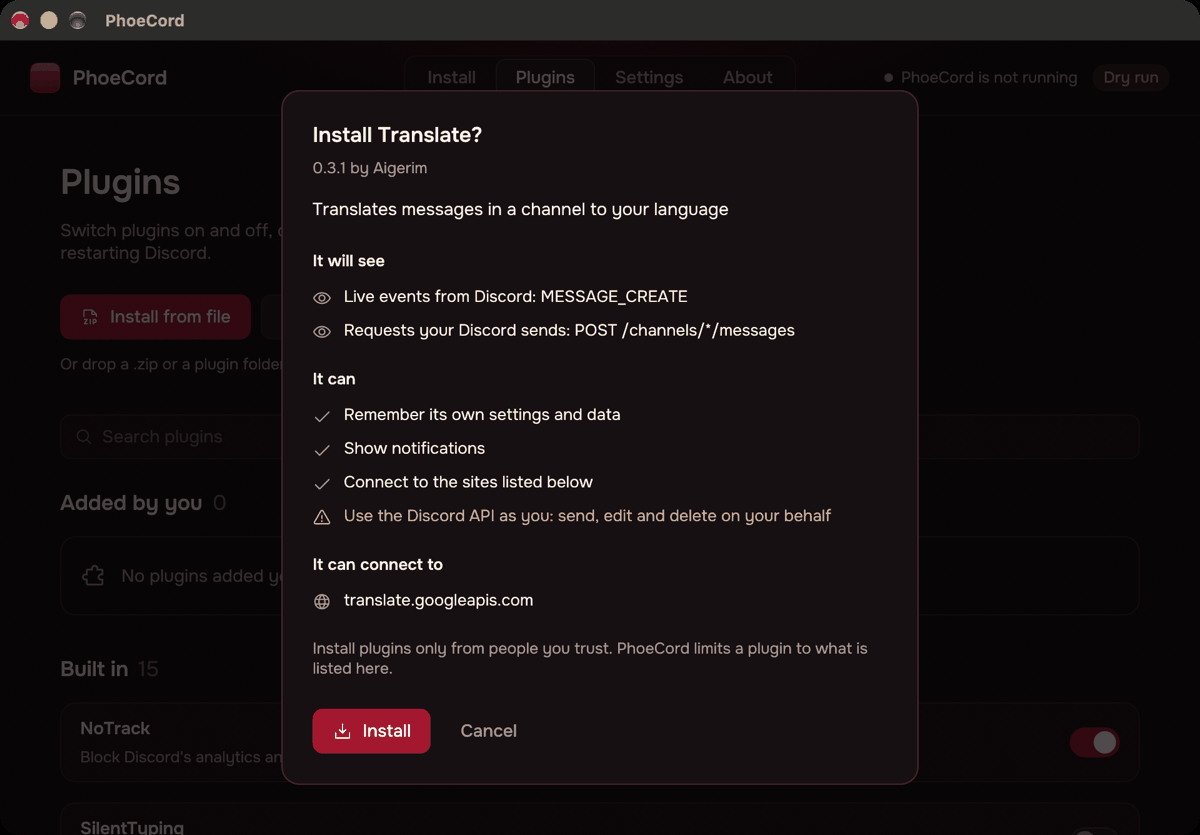 PhoeCord
PhoeCord
Install Plugins Settings About
PhoeCord is not running Dry run
Plugins
Switch plugins on and off,
restarting Discord.
ZIP Install from file
Or drop a .zip or a plugin folder
Search plugins
Added by you 0
No plugins added
Built in 15
NoTrack
Block Discord's analytics
SilentTyping
Install Translate?
0.3.1 by Aigerim
Translates messages in a channel to your language
It will see
Live events from Discord: MESSAGE_CREATE
Requests your Discord sends: POST /channels/*/messages
It can
Remember its own settings and data
Show notifications
Connect to the sites listed below
Use the Discord API as you: send, edit and delete on your behalf
It can connect to
translate.googleapis.com
Install plugins only from people you trust. PhoeCord limits a plugin to what is
listed here.
Install Cancel